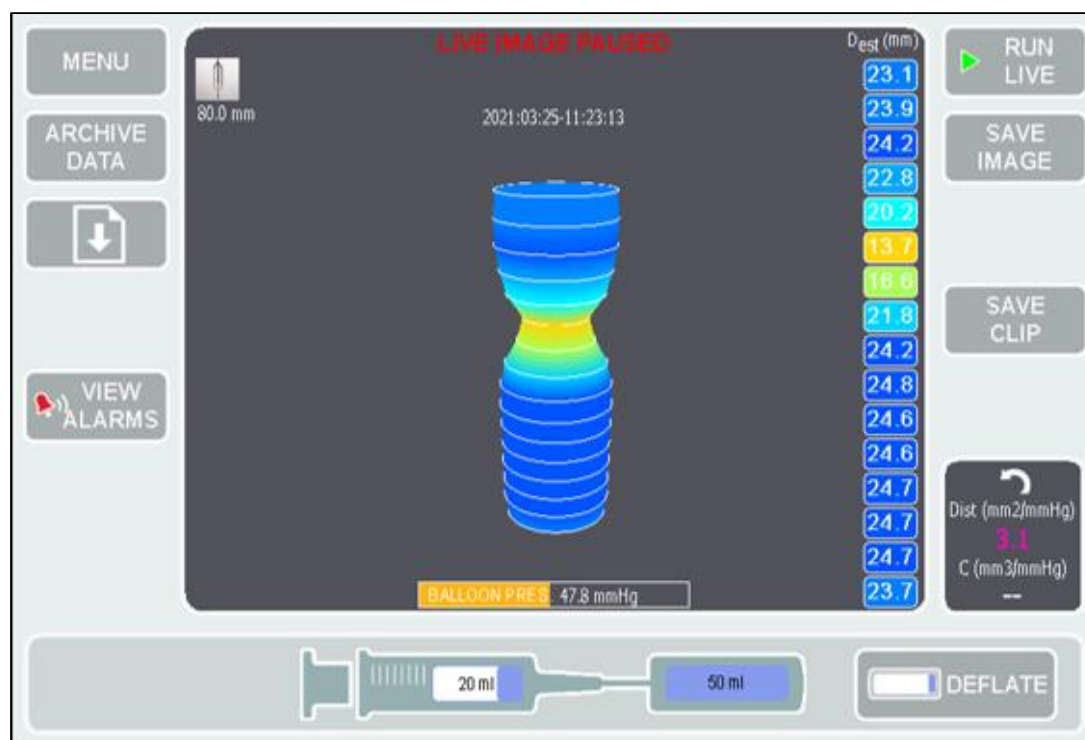 MENU
ARCHIVE
DATA
VIEW
ALARMS
LIVE IMAGE PAUSED
80.0 mm
2021:03:25-11:23:13
Dest (mm)
23.1
23.9
24.2
22.8
20.2
13.7
16.6
21.8
24.2
24.8
24.6
24.6
24.7
24.7
24.7
23.7
BALLOON PRES 47.8 mmHg
RUN
LIVE
SAVE
IMAGE
SAVE
CLIP
Dist (mm2/mmHg)
3.1
C (mm3/mmHg)
--
20 ml
50 ml
DEFLATE